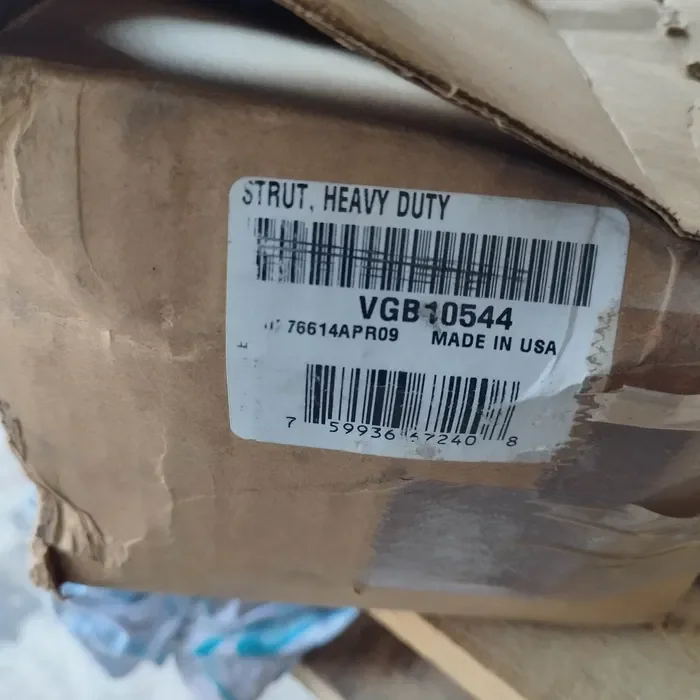 STRUT, HEAVY DUTY
VGB10544
76614APR09 MADE IN USA
7 59936 67240 8